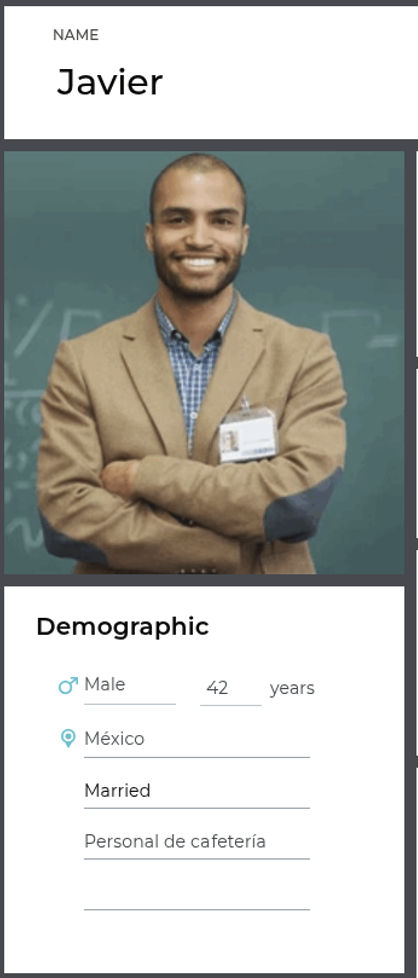 NAME
Javier
Demographic
Male 42 years
México
Married
Personal de cafetería